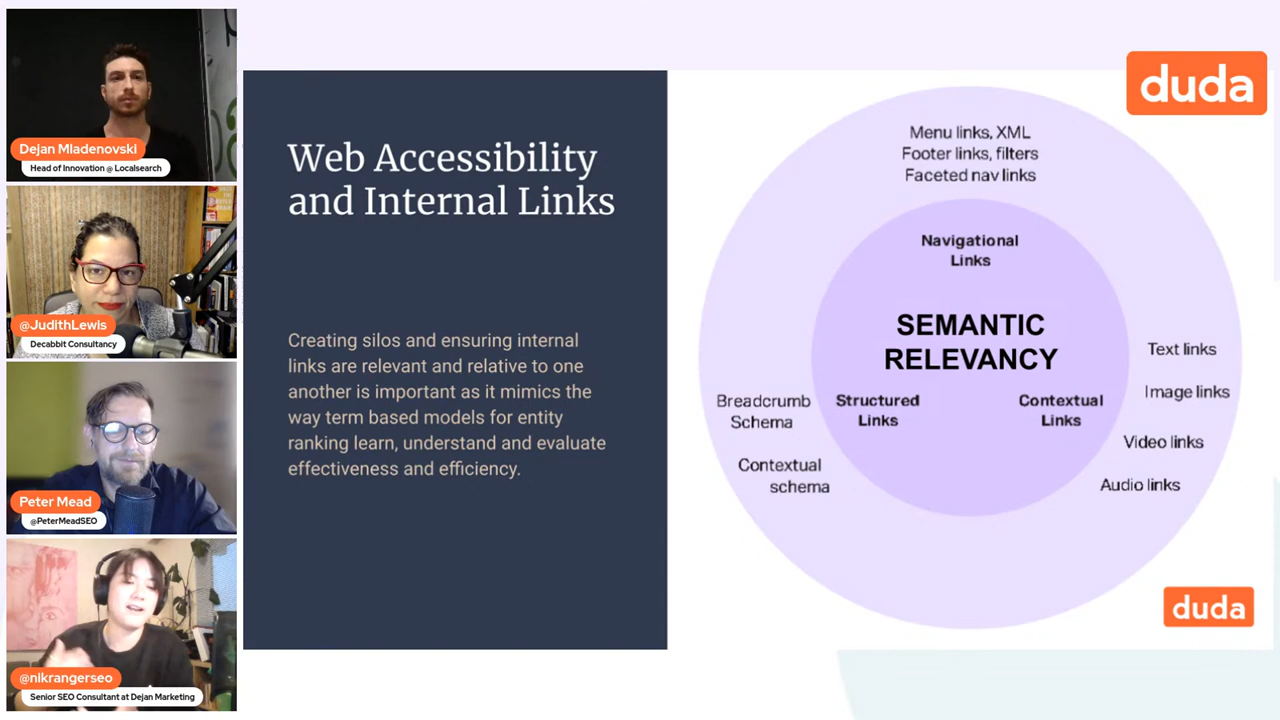 Dejan Mladenovski
Head of Innovation @ Localsearch
@JudithLewis
Decabbit Consultancy
Peter Mead
@PeterMeadSEO
@nikrangerseo
Senior SEO Consultant at Dejan Marketing
Web Accessibility
and Internal Links
Creating silos and ensuring internal
links are relevant and relative to one
another is important as it mimics the
way term based models for entity
ranking learn, understand and evaluate
effectiveness and efficiency.
duda
Menu links, XML
Footer links, filters
Faceted nav links
Navigational
Links
SEMANTIC
RELEVANCY
Structured
Links
Contextual
Links
Breadcrumb
Schema
Contextual
schema
Text links
Image links
Video links
Audio links
duda